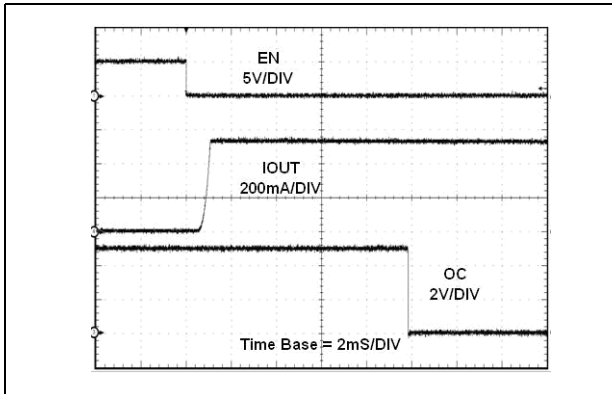 EN
5V/DIV
IOUT
200mA/DIV
OC
2V/DIV
Time Base = 2mS/DIV